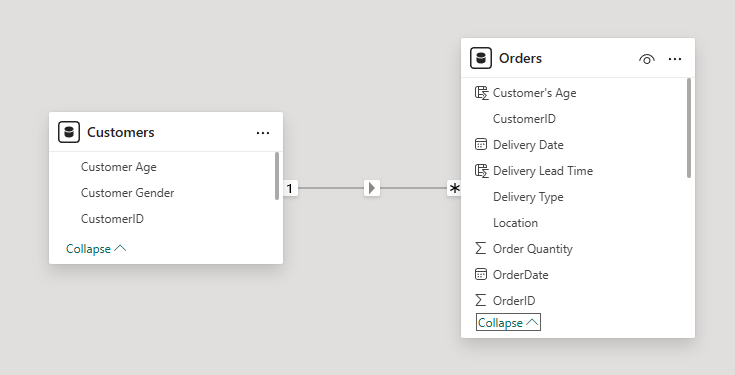 Customers
Customer Age
Customer Gender
CustomerID
Collapse
1
*
Orders
Customer's Age
CustomerID
Delivery Date
Delivery Lead Time
Delivery Type
Location
Order Quantity
OrderDate
OrderID
Collapse